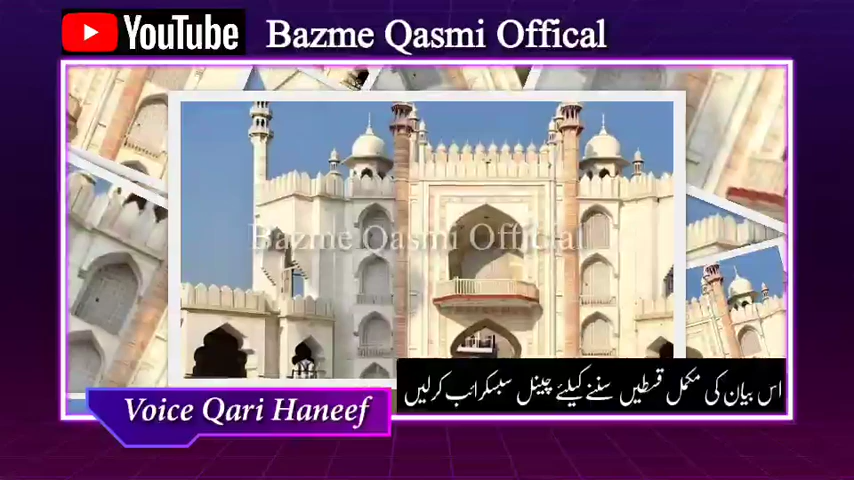 YouTube Bazme Qasmi Offical
Bazme Qasmi Official
اس بیان کی مکمل قسطیں سننے کیلئے چینل سبسکرائب کرلیں
Voice Qari Haneef